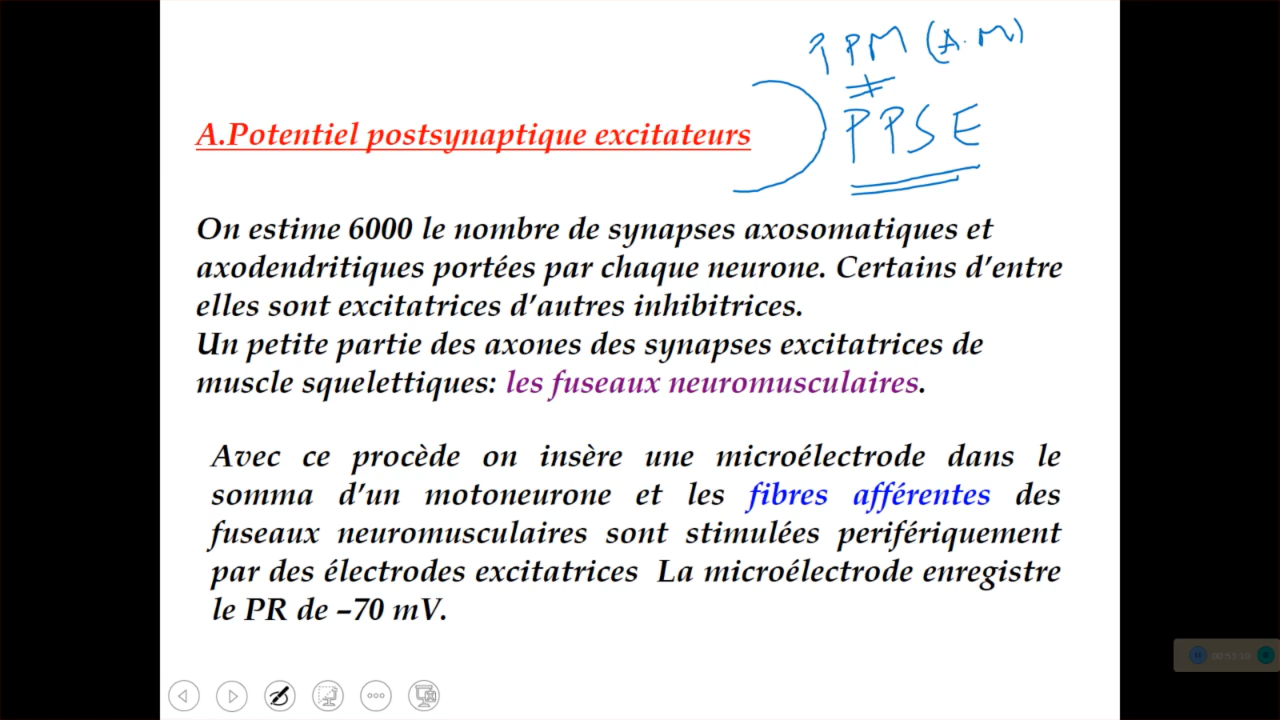 PPM (A.M)
≠
PPSE
A.Potentiel postsynaptique excitateurs
On estime 6000 le nombre de synapses axosomatiques et
axodendritiques portées par chaque neurone. Certains d’entre
elles sont excitatrices d’autres inhibitrices.
Un petite partie des axones des synapses excitatrices de
muscle squelettiques: les fuseaux neuromusculaires.
Avec ce procède on insère une microélectrode dans le
somma d’un motoneurone et les fibres afférentes des
fuseaux neuromusculaires sont stimulées perifériquement
par des électrodes excitatrices La microélectrode enregistre
le PR de –70 mV.